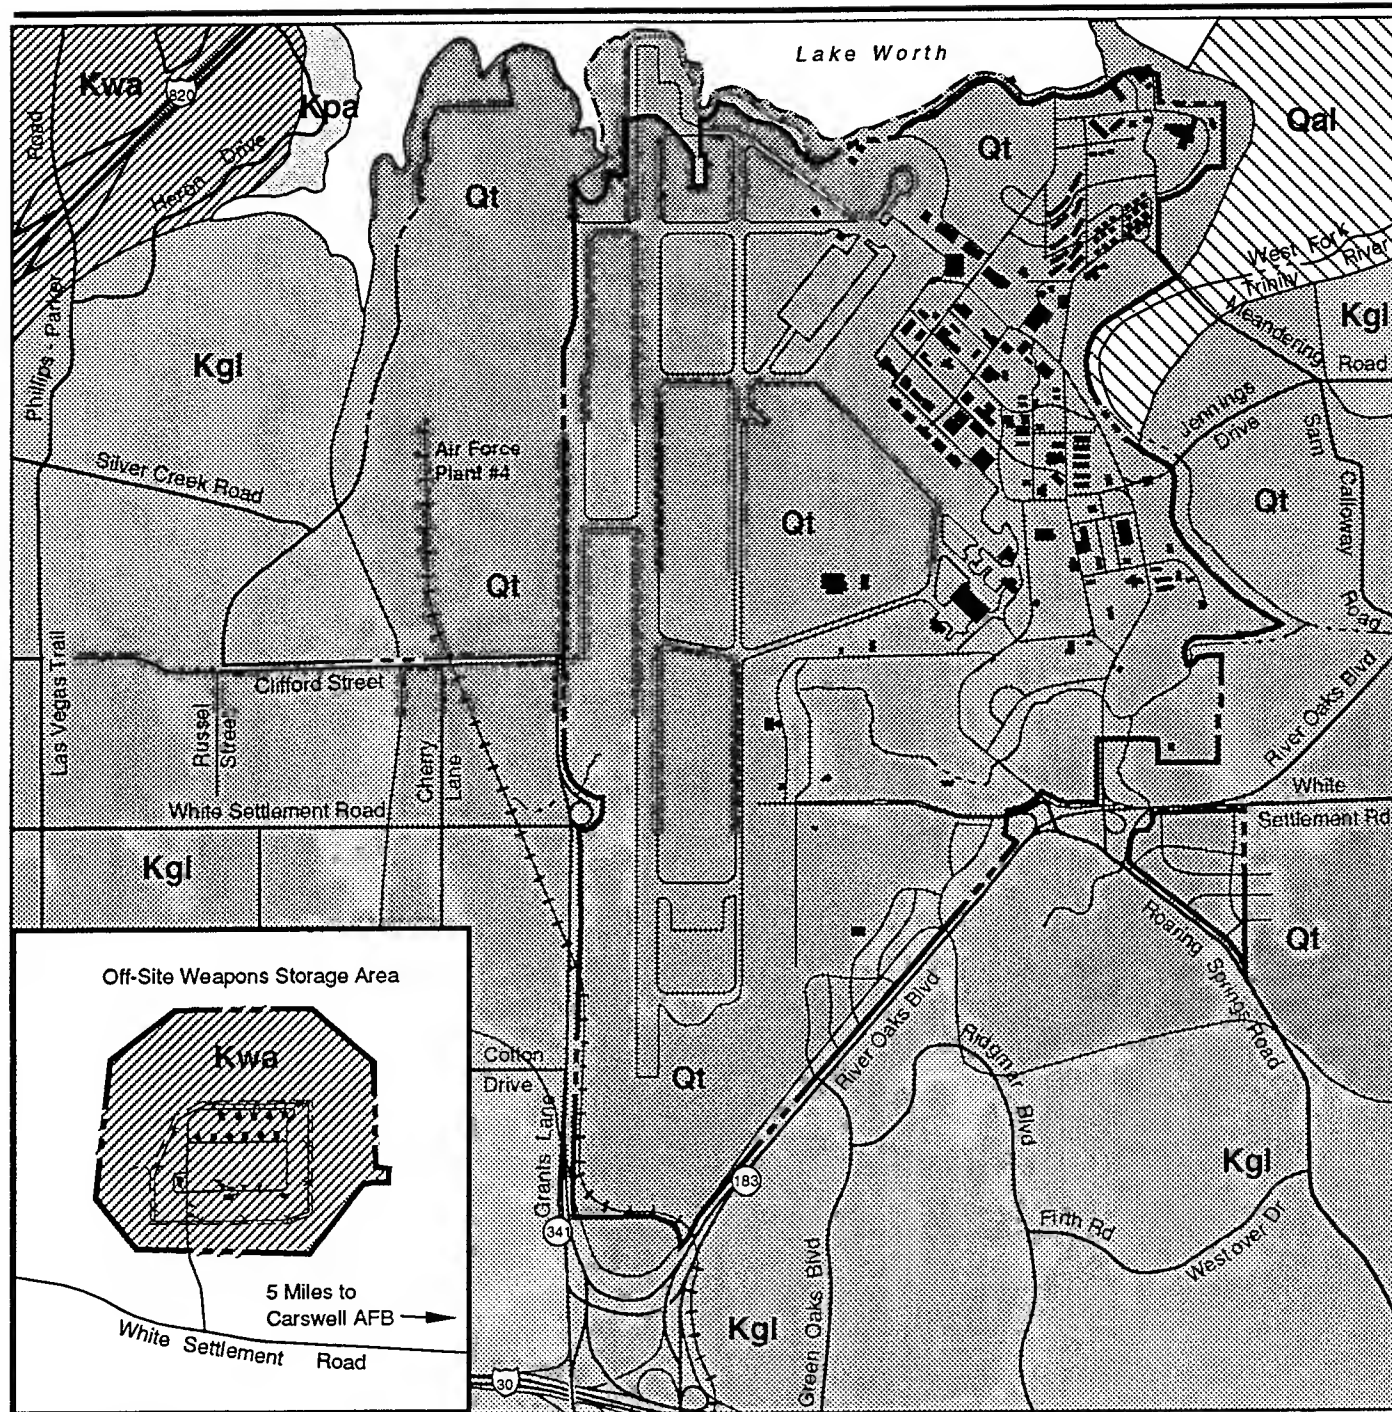 Lake Worth
Kwa
820
Kpa
Road
Heron Drive
Qt
Qt
Qal
West Fork
Trinity River
Meandering
Road
Kgl
Kgl
Phillips - Parker
Silver Creek Road
Air Force
Plant #4
Jennings
Drive
Sam Calloway Road
Qt
Qt
Qt
Las Vegas Trail
Clifford Street
Russel
Street
Cherry
Lane
River Oaks Blvd
White
Settlement Rd
White Settlement Road
Kgl
Roaring Springs Road
Qt
Off-Site Weapons Storage Area
Kwa
5 Miles to
Carswell AFB
White Settlement Road
Cotton
Drive
Grants Lane
Qt
River Oaks Blvd
Ridgmar Blvd
183
341
Kgl
Firth Rd
Westover Dr
Green Oaks Blvd
Kgl
30